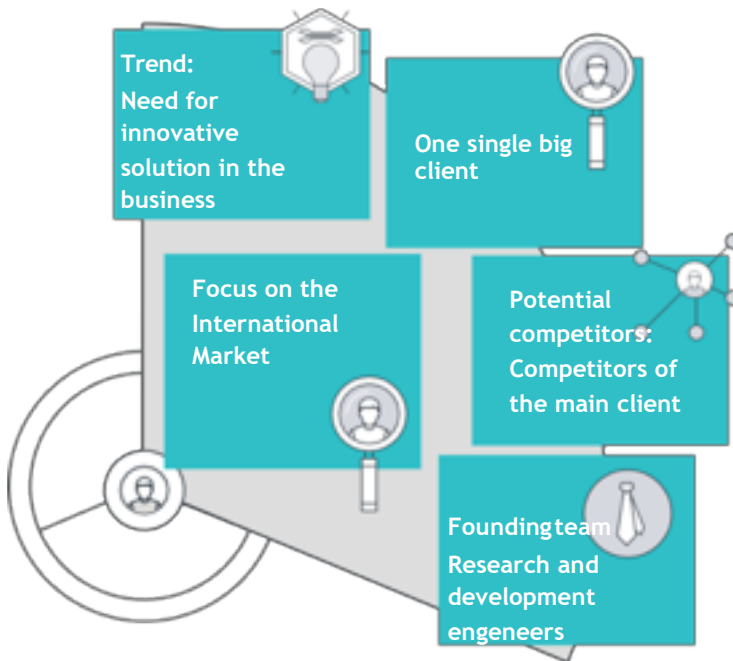 Trend:
Need for
innovative
solution in the
business
One single big
client
Focus on the
International
Market
Potential
competitors:
Competitors of
the main client
Foundingteam
Research and
development
engeneers